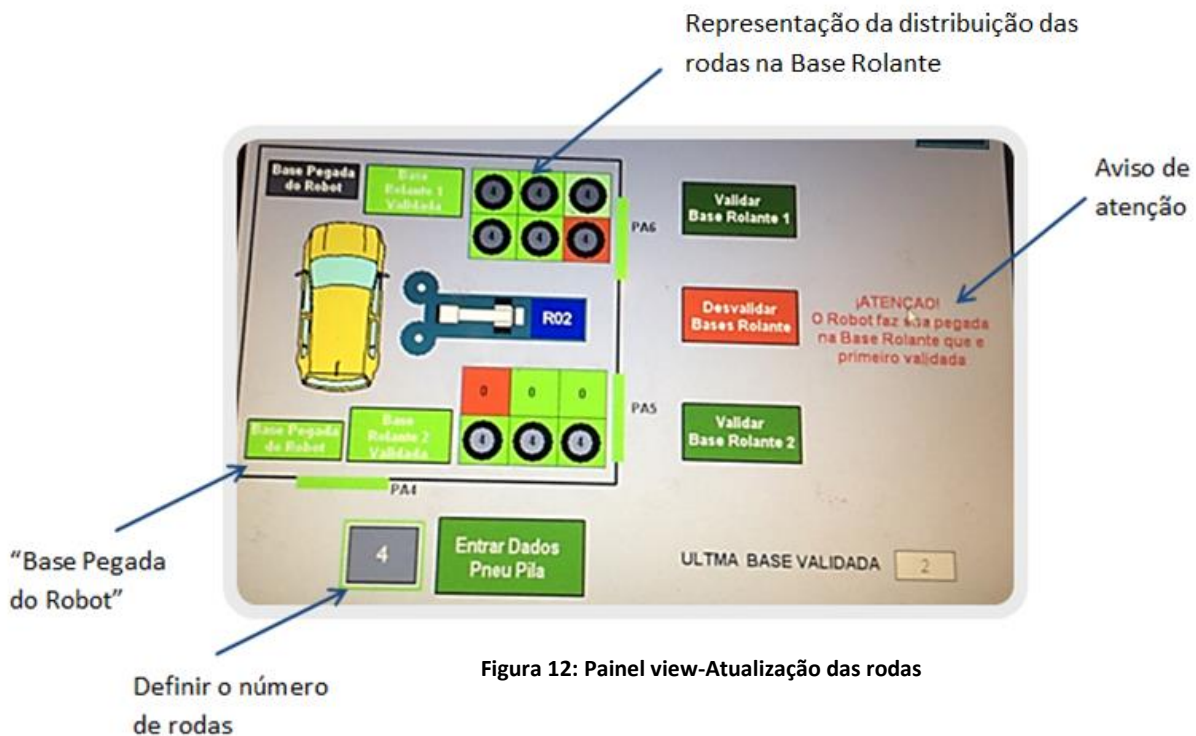 Representação da distribuição das
rodas na Base Rolante
Aviso de
atenção
Base Pegada
do Robot
Base
Rolante 1
Validada
4
4
4
4
4
4
PA6
Validar
Base Rolante 1
R02
Desvalidar
Bases Rolante
¡ATENÇAO!
O Robot faz sua pegada
na Base Rolante que e
primeiro validada
0
0
0
4
4
4
PA5
Base Pegada
do Robot
Base
Rolante 2
Validada
Validar
Base Rolante 2
PA4
4
Entrar Dados
Pneu Pila
ULTMA BASE VALIDADA
2
"Base Pegada
do Robot"
Definir o número
de rodas
Figura 12: Painel view-Atualização das rodas